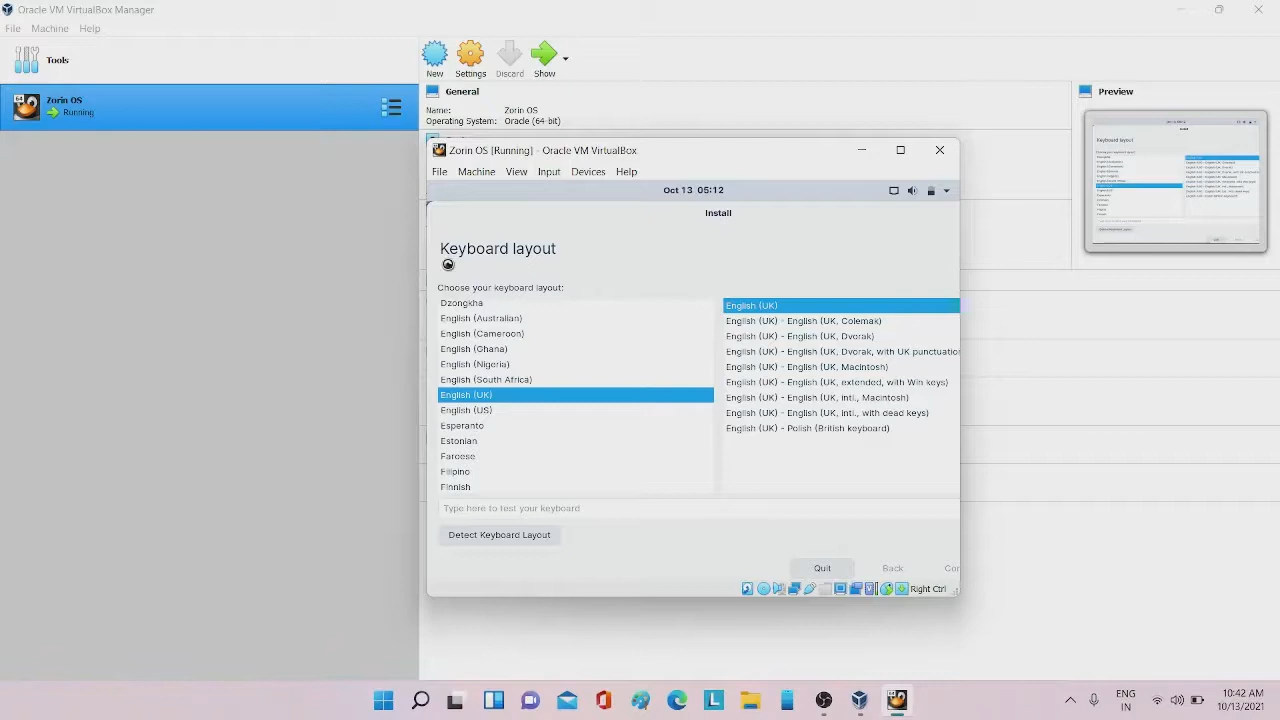 Oracle VM VirtualBox Manager
File Machine Help
Tools
New Settings Discard Show
Zorin OS
Running
General
Name: Zorin OS
Operating System: Oracle (64-bit)
Preview
Zorin OS [Running] - Oracle VM VirtualBox
File Machine View Input Devices Help
Oct 13 05:12
Install
Keyboard layout
Choose your keyboard layout:
Dzongkha
English (Australian)
English (Cameroon)
English (Ghana)
English (Nigeria)
English (South Africa)
English (UK)
English (US)
Esperanto
Estonian
Faroese
Filipino
Finnish
English (UK)
English (UK) - English (UK, Colemak)
English (UK) - English (UK, Dvorak)
English (UK) - English (UK, Dvorak, with UK punctuation
English (UK) - English (UK, Macintosh)
English (UK) - English (UK, extended, with Win keys)
English (UK) - English (UK, intl., Macintosh)
English (UK) - English (UK, intl., with dead keys)
English (UK) - Polish (British keyboard)
Type here to test your keyboard
Detect Keyboard Layout
Quit Back Cor
Right Ctrl
ENG
IN
10:42 AM
10/13/2021